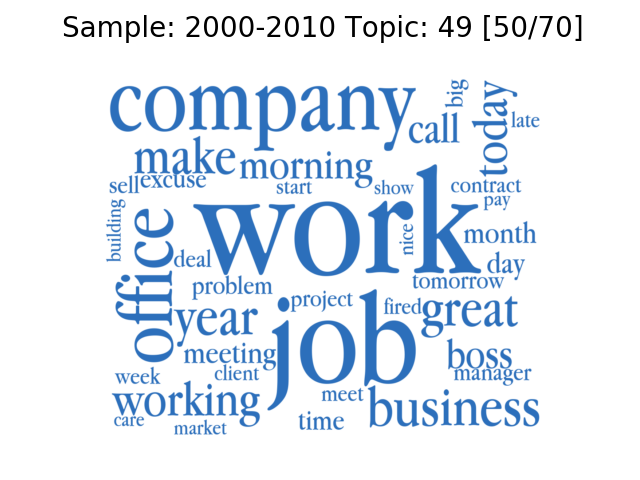 Sample: 2000-2010 Topic: 49 [50/70]
company
big
today
call
late
make
morning
sell
excuse
start
show
contract
pay
building
office
work
nice
month
deal
day
problem
tomorrow
project
fired
great
year
job
meeting
boss
week
client
manager
working
meet
business
care
market
time